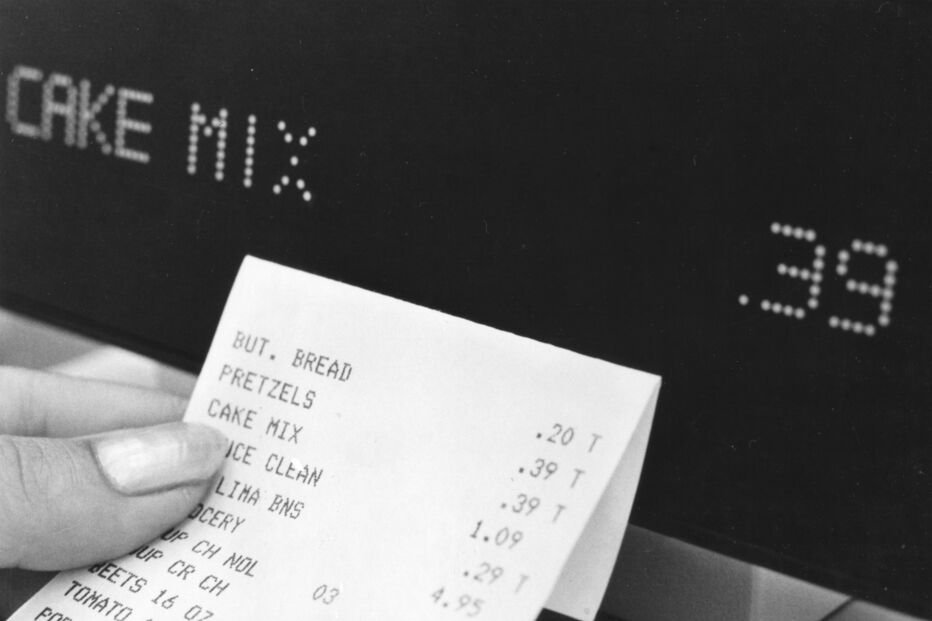 CAKE MIX .39
BUT. BREAD .20 T
PRETZELS .39 T
CAKE MIX .39 T
NCE CLEAN 1.09
LIMA BNS .29 T
OCERY 4.95
UP CH NOL 03
UP CR CH
BEETS 16 OZ
TOMATO